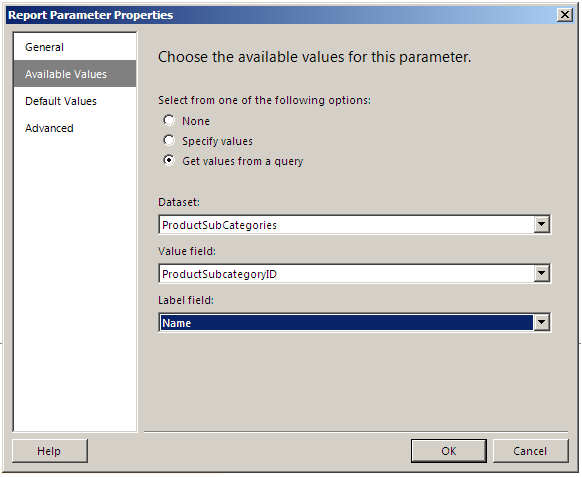 Report Parameter Properties
General
Available Values
Default Values
Advanced
Choose the available values for this parameter.
Select from one of the following options:
None
Specify values
Get values from a query
Dataset:
ProductSubCategories
Value field:
ProductSubcategoryID
Label field:
Name
Help
OK
Cancel